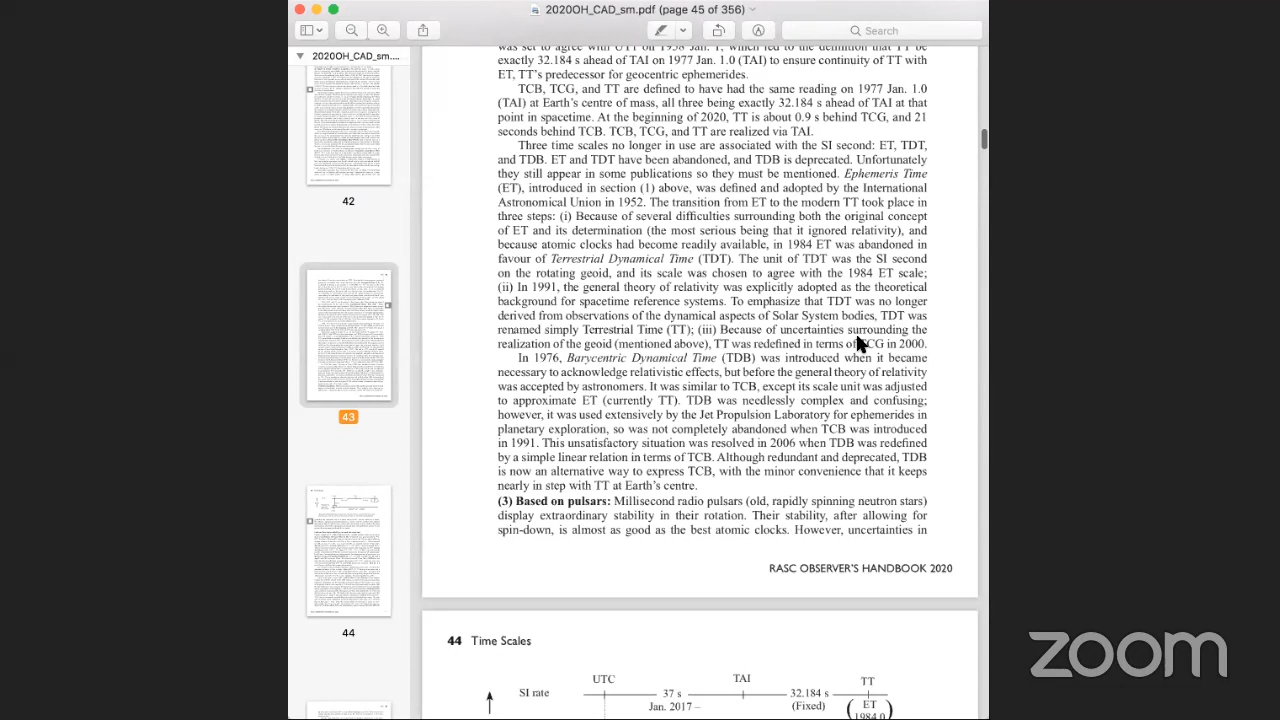 2020OH_CAD_sm.pdf (page 45 of 356)
Search
2020OH_CAD_sm....
42
43
44
was set to agree with UT1 on 1958 Jan. 1, which led to the definition that TT be
exactly 32.184 s ahead of TAI on 1977 Jan. 1.0 (TAI) to ensure continuity of TT with
ET, TT's predecessor in geocentric ephemerides.
TCB, TCG, and TT are defined to have had the same reading on 1977 Jan. 1.0
(TAI) at Earth's centre of mass, all three being exactly 32.184 s ahead of TAI at that
point in spacetime. At the beginning of 2020, TT is about 0.9 s behind TCG, and 21
seconds behind TCB. TCB, TCG, and TT are realized via TAI.
Three time scales no longer in use are associated with the SI second: ET, TDT,
and TDB. ET and TDT have been abandoned, and TDB is deprecated. Unfortunately
they still appear in some publications so they must be mentioned. Ephemeris Time
(ET), introduced in section (1) above, was defined and adopted by the International
Astronomical Union in 1952. The transition from ET to the modern TT took place in
three steps: (i) Because of several difficulties surrounding both the original concept
of ET and its determination (the most serious being that it ignored relativity), and
because atomic clocks had become readily available, in 1984 ET was abandoned in
favour of Terrestrial Dynamical Time (TDT). The unit of TDT was the SI second
on the rotating geoid, and its scale was chosen to agree with the 1984 ET scale;
(ii) In 1991, the general theory of relativity was explicitly adopted as the theoretical
background for spacetime reference systems. To emphasize that TDT was no longer
derived from observations of the dynamical aspects of solar system bodies, TDT was
renamed simply Terrestrial Time (TT); (iii) Because uncertainties surrounding the
realization of the geoid (mentioned above), TT was redefined in terms of TCG in 2000.
In 1976, Barycentric Dynamical Time (TDB) was introduced when it became
necessary to acknowledge relativistic effects, but before the general theory of relativity
was accepted by astronomers. It was similar to TCB, except its scale unit was adjusted
to approximate ET (currently TT). TDB was needlessly complex and confusing;
however, it was used extensively by the Jet Propulsion Laboratory for ephemerides in
planetary exploration, so was not completely abandoned when TCB was introduced
in 1991. This unsatisfactory situation was resolved in 2006 when TDB was redefined
by a simple linear relation in terms of TCB. Although redundant and deprecated, TDB
is now an alternative way to express TCB, with the minor convenience that it keeps
nearly in step with TT at Earth's centre.
(3) Based on pulsars: Millisecond radio pulsars (old, rapidly spinning neutron stars)
display extraordinary stability in their rotation. Their stability, after allowing for
spin-down, is almost as good as the best atomic clocks. However, uncertainties in
RASC OBSERVER'S HANDBOOK 2020
44 Time Scales
UTC TAI TT
SI rate 37 s 32.184 s
Jan. 2017 – (Fixed) ET
1984.0
zoom